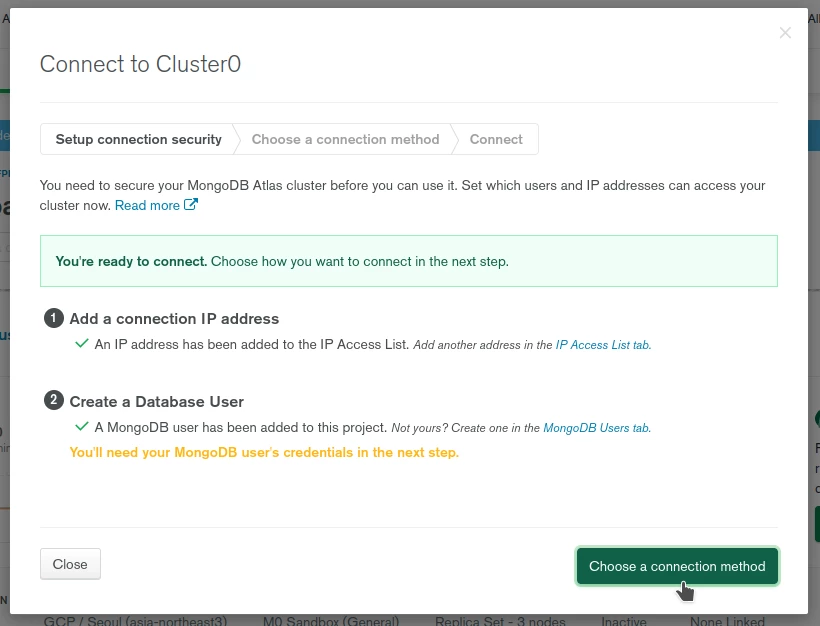 Connect to Cluster0
Setup connection security
Choose a connection method
Connect
You need to secure your MongoDB Atlas cluster before you can use it. Set which users and IP addresses can access your
cluster now. Read more
You're ready to connect. Choose how you want to connect in the next step.
1 Add a connection IP address
An IP address has been added to the IP Access List. Add another address in the IP Access List tab.
2 Create a Database User
A MongoDB user has been added to this project. Not yours? Create one in the MongoDB Users tab.
You'll need your MongoDB user's credentials in the next step.
Close
Choose a connection method
GCP / Seoul (asia-northeast3)
M0 Sandbox (General)
Replica Set - 3 nodes
Inactive
None Linked